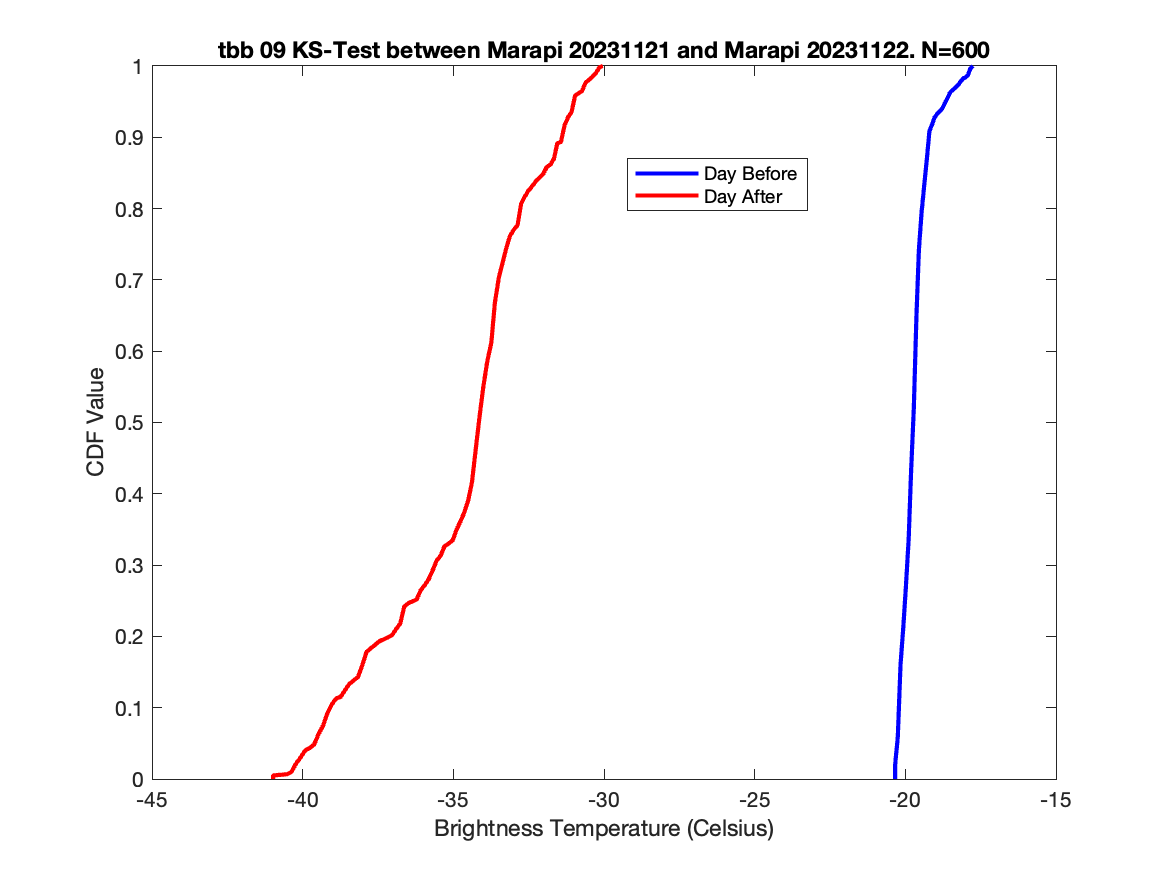 tbb 09 KS-Test between Marapi 20231121 and Marapi 20231122. N=600
1
0.9
0.8
0.7
0.6
0.5
0.4
0.3
0.2
0.1
0
CDF Value
Day Before
Day After
-45 -40 -35 -30 -25 -20 -15
Brightness Temperature (Celsius)